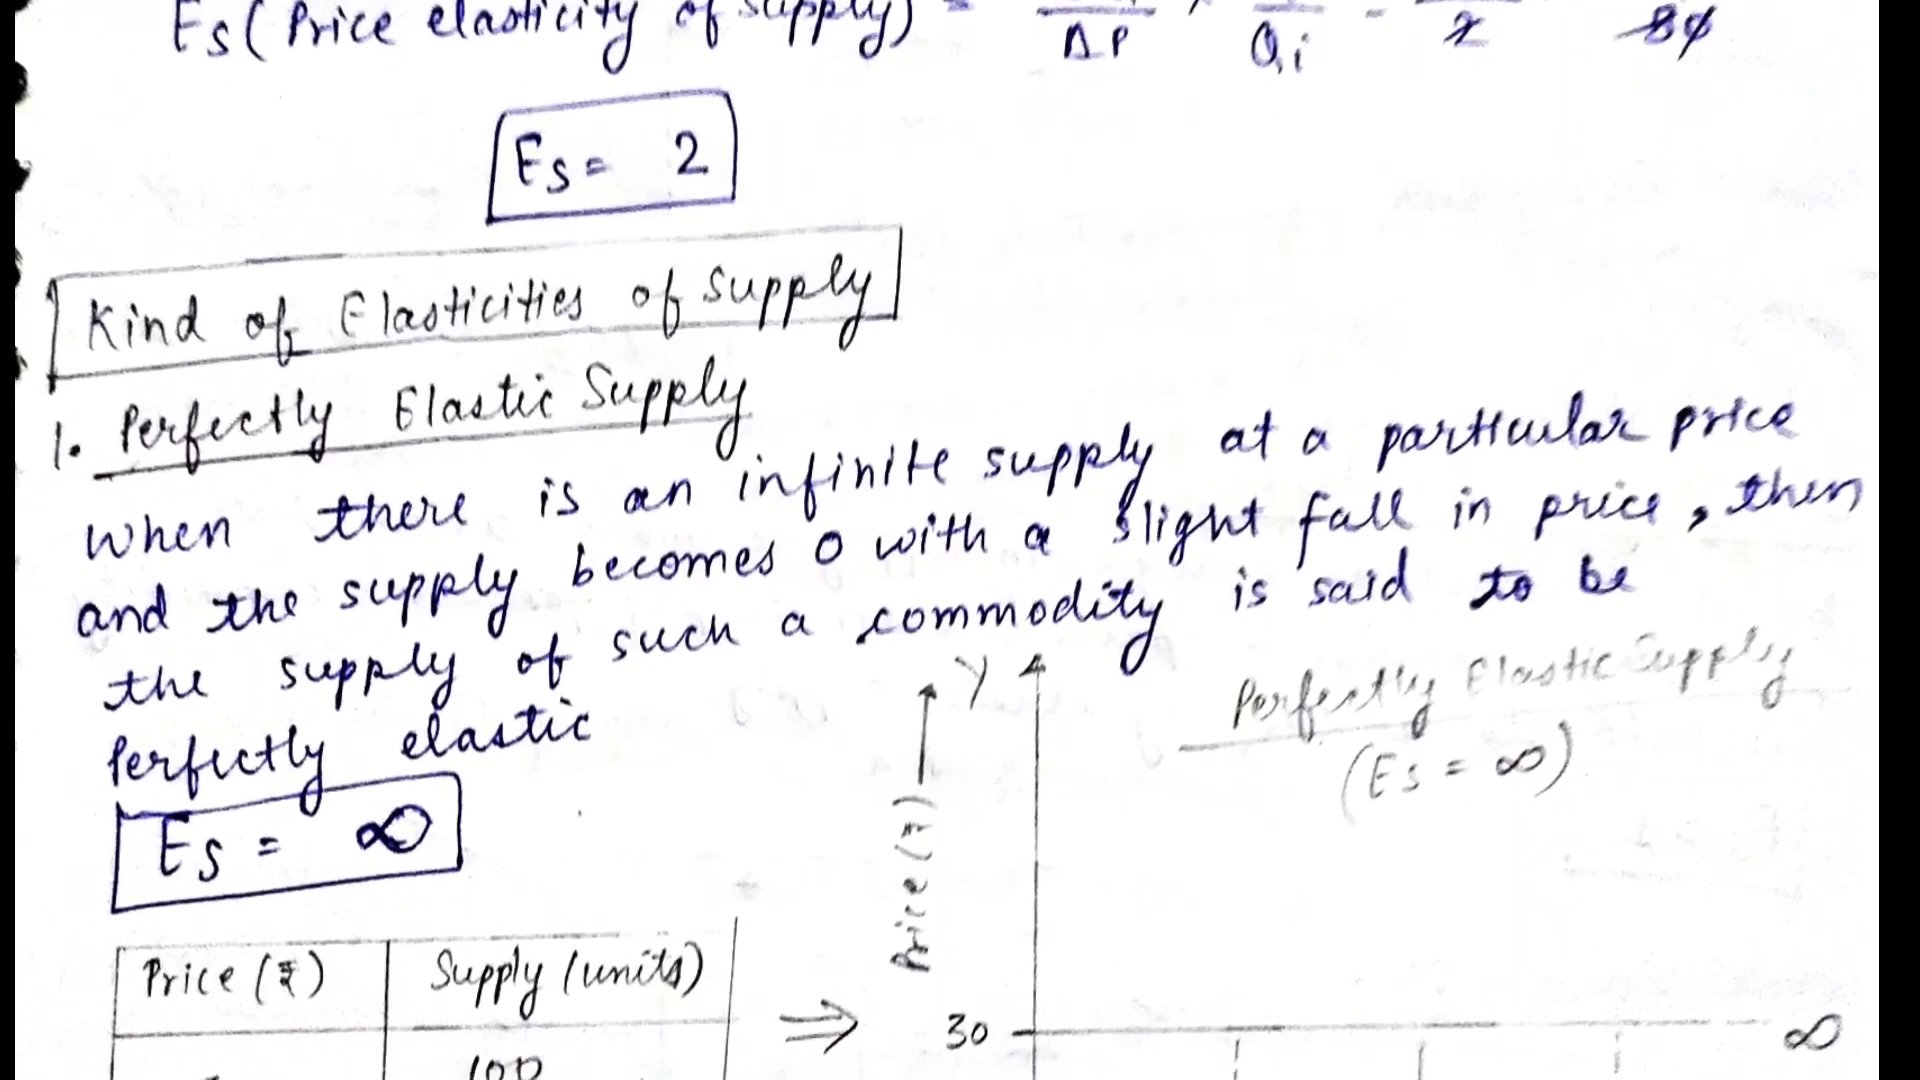 Es (Price elasticity of supply) =
ΔP × Qi = 2 80
Es = 2
Kind of Elasticities of supply
1. Perfectly Elastic Supply
When there is an infinite supply at a particular price
and the supply becomes 0 with a slight fall in price, then
the supply of such a commodity is said to be
Perfectly elastic
Es = ∞
Y
Perfectly Elastic Supply
(Es = ∞)
Price (₹)
Price (₹) Supply (units)
⇒
30
∞
100